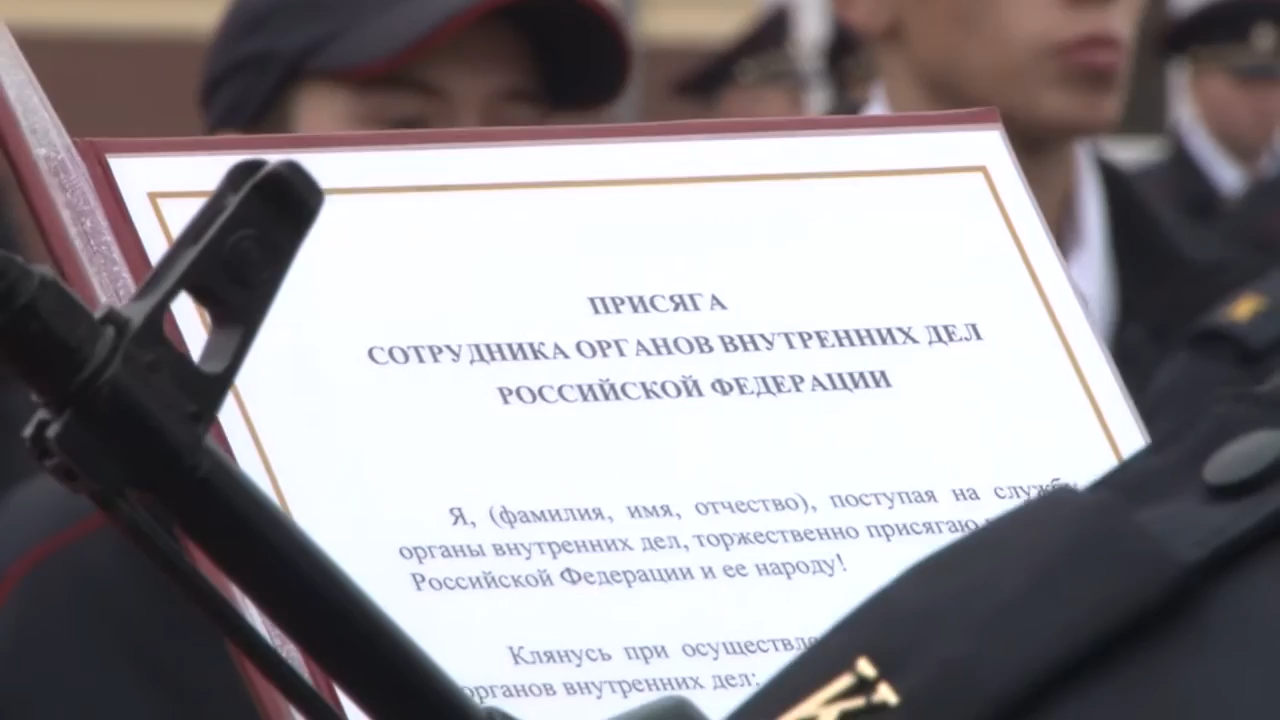 ПРИСЯГА
СОТРУДНИКА ОРГАНОВ ВНУТРЕННИХ ДЕЛ
РОССИЙСКОЙ ФЕДЕРАЦИИ
Я, (фамилия, имя, отчество), поступая на службу
органы внутренних дел, торжественно присягаю
Российской Федерации и ее народу!
Клянусь при
органов внутренних дел:
К